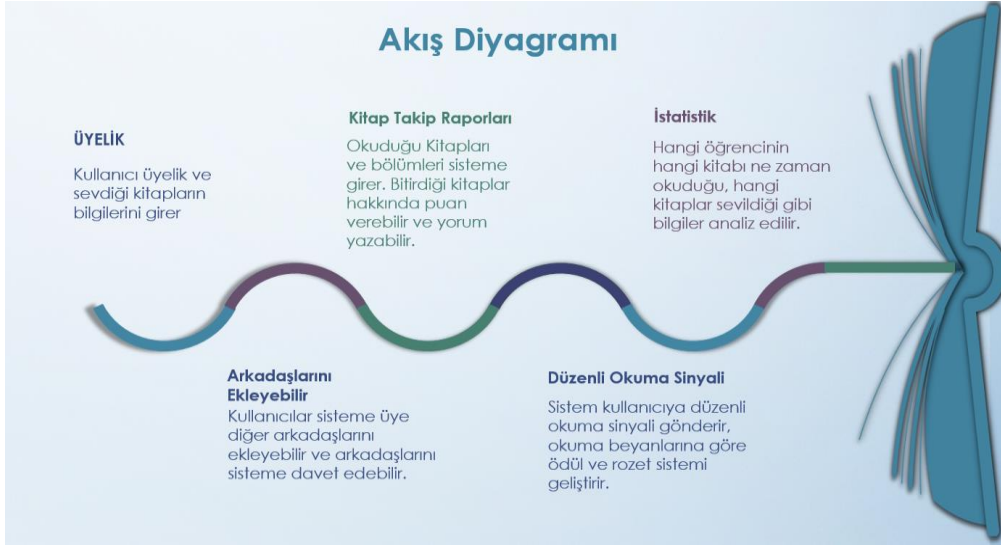 Akış Diyagramı
ÜYELİK
Kullanıcı üyelik ve
sevdiği kitapların
bilgilerini girer
Arkadaşlarını
Ekleyebilir
Kullanıcılar sisteme üye
diğer arkadaşlarını
ekleyebilir ve arkadaşlarını
sisteme davet edebilir.
Kitap Takip Raporları
Okuduğu Kitapları
ve bölümleri sisteme
girer. Bitirdiği kitaplar
hakkında puan
verebilir ve yorum
yazabilir.
Düzenli Okuma Sinyali
Sistem kullanıcıya düzenli
okuma sinyali gönderir,
okuma beyanlarına göre
ödül ve rozet sistemi
geliştirir.
İstatistik
Hangi öğrencinin
hangi kitabı ne zaman
okuduğu, hangi
kitaplar sevildiği gibi
bilgiler analiz edilir.